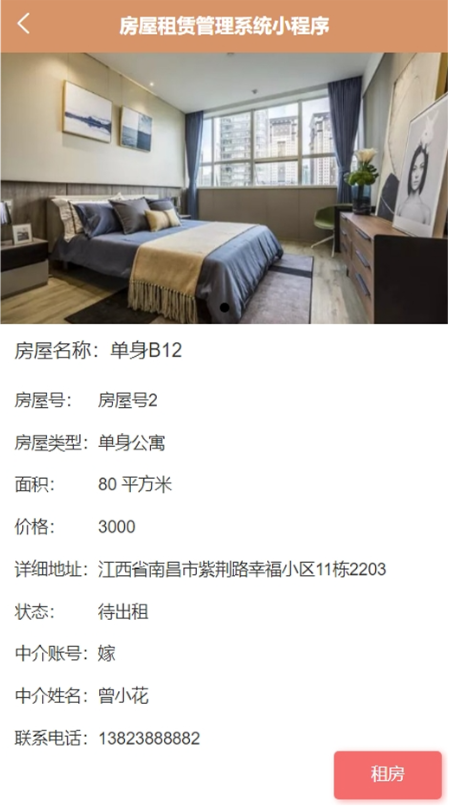 房屋租赁管理系统小程序
房屋名称：单身B12
房屋号： 房屋号2
房屋类型：单身公寓
面积： 80 平方米
价格： 3000
详细地址：江西省南昌市紫荆路幸福小区11栋2203
状态： 待出租
中介账号：嫁
中介姓名：曾小花
联系电话：13823888882
租房